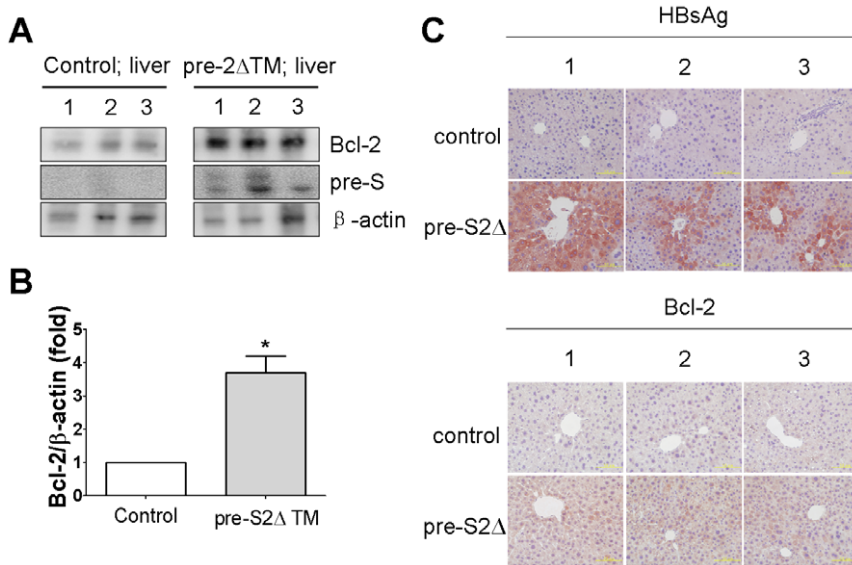 A
Control; liver pre-2ΔTM; liver
1 2 3 1 2 3
Bcl-2
pre-S
β-actin
B
Bcl-2/β-actin (fold)
5
4
3
2
1
0
*
Control pre-S2Δ TM
C
HBsAg
1 2 3
control
pre-S2Δ
Bcl-2
1 2 3
control
pre-S2Δ